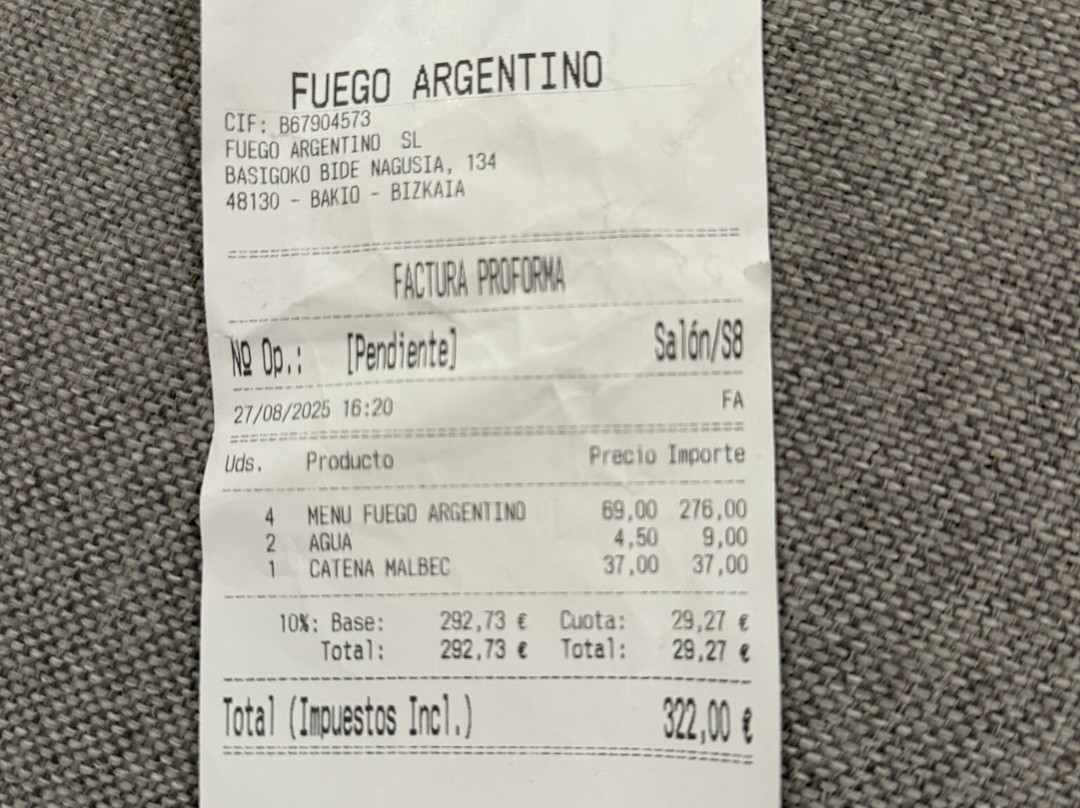 FUEGO ARGENTINO
CIF: B67904573
FUEGO ARGENTINO SL
BASIGOKO BIDE NAGUSIA, 134
48130 - BAKIO - BIZKAIA
FACTURA PROFORMA
Nº Op.: [Pendiente] Salón/S8
27/08/2025 16:20 FA
Uds. Producto Precio Importe
4 MENU FUEGO ARGENTINO 69,00 276,00
2 AGUA 4,50 9,00
1 CATENA MALBEC 37,00 37,00
10%: Base: 292,73 € Cuota: 29,27 €
Total: 292,73 € Total: 29,27 €
Total (Impuestos Incl.) 322,00 €